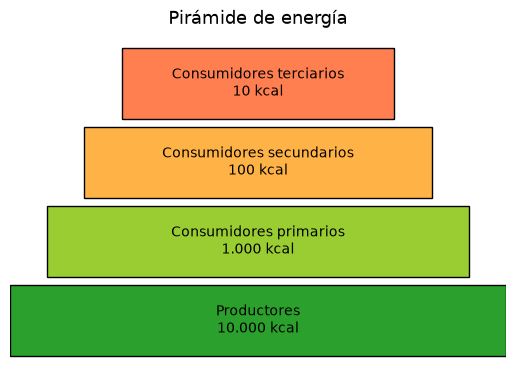 Pirámide de energía
Consumidores terciarios
10 kcal
Consumidores secundarios
100 kcal
Consumidores primarios
1.000 kcal
Productores
10.000 kcal